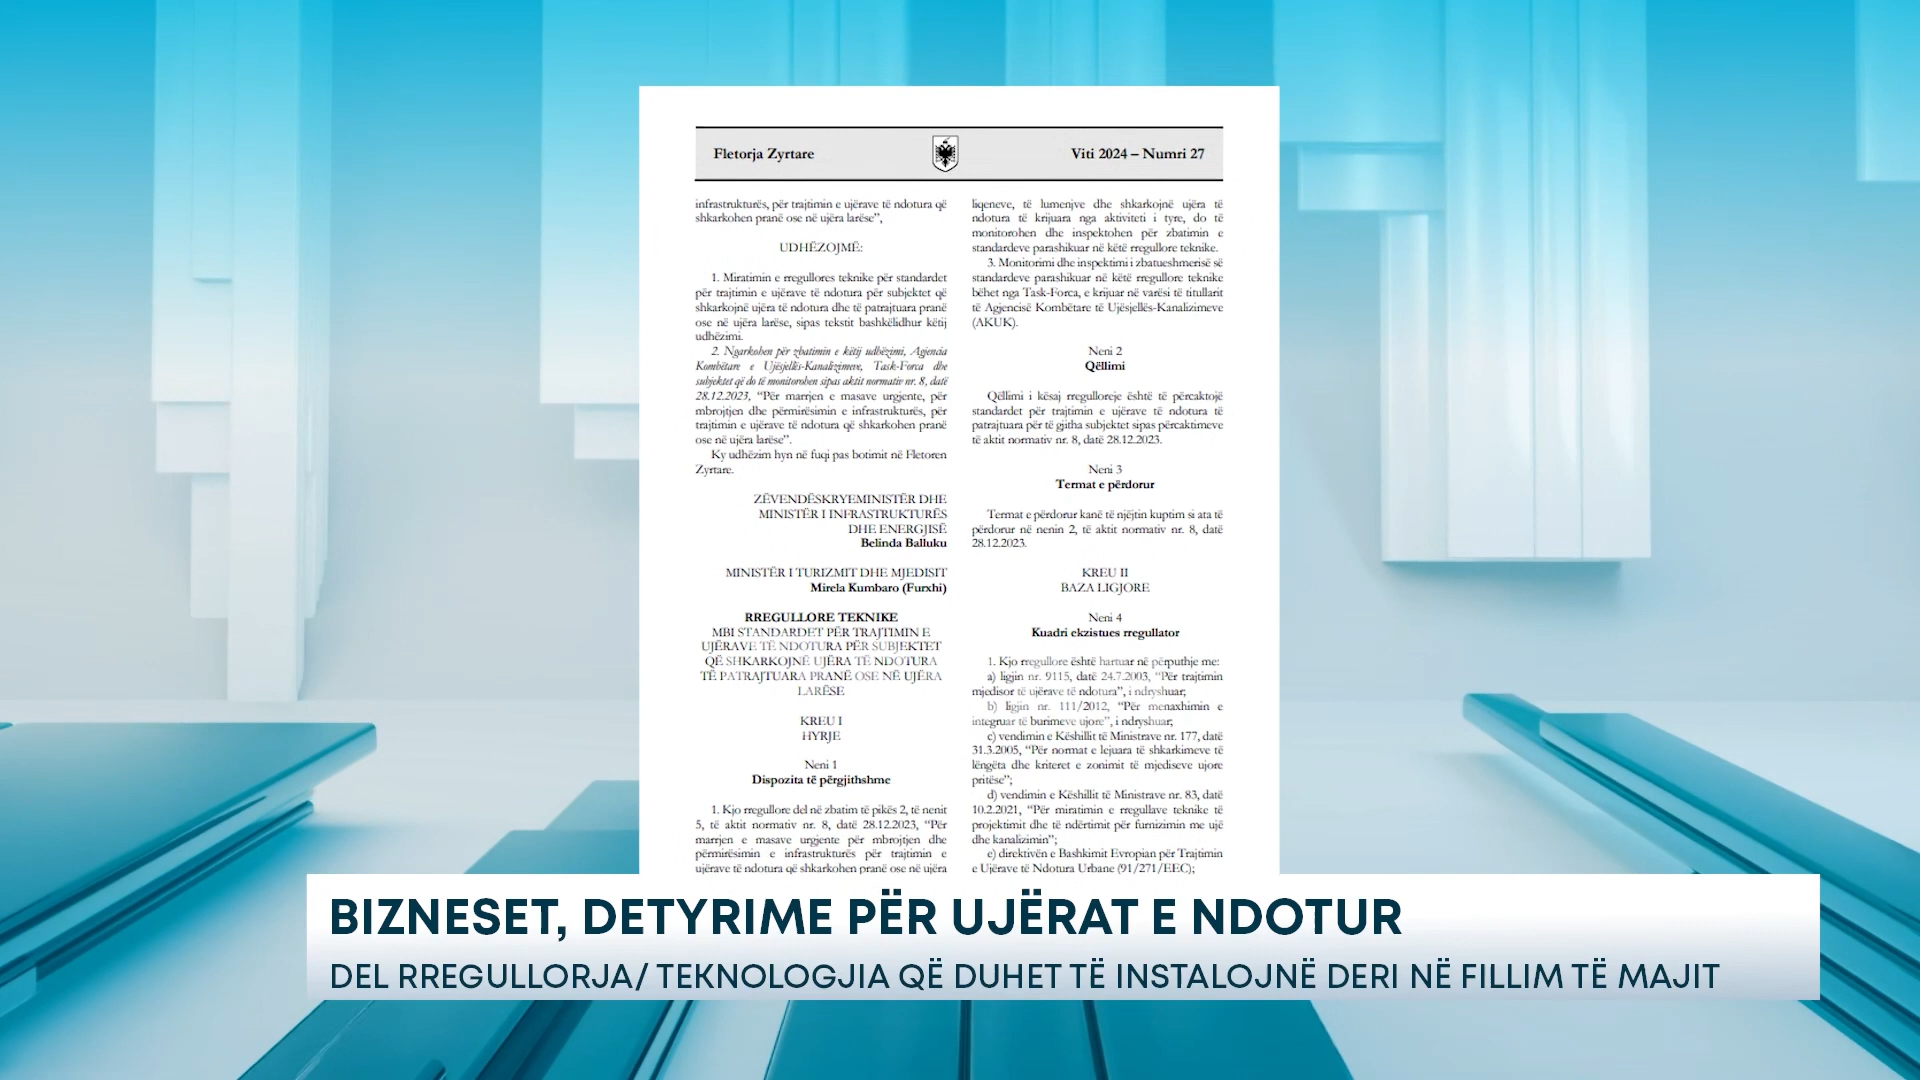 Fletorja Zyrtare
Viti 2024 – Numri 27
infrastrukturës, për trajtimin e ujërave të ndotura që
shkarkohen pranë ose në ujëra larëse”,
UDHËZOJMË:
1. Miratimin e rregullores teknike për standardet
për trajtimin e ujërave të ndotura për subjektet që
shkarkojnë ujëra të ndotura dhe të patrajtuara pranë
ose në ujëra larëse, sipas tekstit bashkëlidhur këtij
udhëzimi.
2. Ngarkohen për zbatimin e këtij udhëzimi, Agjencia
Kombëtare e Ujësjellës-Kanalizimeve, Task-Forca dhe
subjektet që do të monitorohen sipas aktit normativ nr. 8, datë
28.12.2023, “Për marrjen e masave urgjente, për
mbrojtjen dhe përmirësimin e infrastrukturës, për
trajtimin e ujërave të ndotura që shkarkohen pranë
ose në ujëra larëse”.
Ky udhëzim hyn në fuqi pas botimit në Fletoren
Zyrtare.
ZËVENDËSKRYEMINISTËR DHE
MINISTËR I INFRASTRUKTURËS
DHE ENERGJISË
Belinda Balluku
MINISTËR I TURIZMIT DHE MJEDISIT
Mirela Kumbaro (Furxhi)
RREGULLORE TEKNIKE
MBI STANDARDET PËR TRAJTIMIN E
UJËRAVE TË NDOTURA PËR SUBJEKTET
QË SHKARKOJNË UJËRA TË NDOTURA
TË PATRAJTUARA PRANË OSE NË UJËRA
LARËSE
KREU I
HYRJE
Neni 1
Dispozita të përgjithshme
1. Kjo rregullore del në zbatim të pikës 2, të nenit
5, të aktit normativ nr. 8, datë 28.12.2023, “Për
marrjen e masave urgjente për mbrojtjen dhe
përmirësimin e infrastrukturës për trajtimin e
ujërave të ndotura që shkarkohen pranë ose në ujëra
liqeneve, të lumenjve dhe shkarkojnë ujëra të
ndotura të krijuara nga aktiviteti i tyre, do të
monitorohen dhe inspektohen për zbatimin e
standardeve parashikuar në këtë rregullore teknike.
3. Monitorimi dhe inspektimi i zbatueshmerisë së
standardeve parashikuar në këtë rregullore teknike
bëhet nga Task-Forca, e krijuar në varësi të titullarit
të Agjencisë Kombëtare të Ujësjellës-Kanalizimeve
(AKUK).
Neni 2
Qëllimi
Qëllimi i kësaj rregulloreje është të përcaktojë
standardet për trajtimin e ujërave të ndotura të
patrajtuara për të gjitha subjektet sipas përcaktimeve
të aktit normativ nr. 8, datë 28.12.2023.
Neni 3
Termat e përdorur
Termat e përdorur kanë të njëjtin kuptim si ata të
përdorur në nenin 2, të aktit normativ nr. 8, datë
28.12.2023.
KREU II
BAZA LIGJORE
Neni 4
Kuadri ekzistues rregullator
1. Kjo rregullore është hartuar në përputhje me:
a) ligjin nr. 9115, datë 24.7.2003, “Për trajtimin
mjedisor të ujërave të ndotura”, i ndryshuar;
b) ligjin nr. 111/2012, “Për menaxhimin e
integruar të burimeve ujore”, i ndryshuar;
c) vendimin e Këshillit të Ministrave nr. 177, datë
31.3.2005, “Për normat e lejuara të shkarkimeve të
lëngëta dhe kriteret e zonimit të mjediseve ujore
pritëse”;
d) vendimin e Këshillit të Ministrave nr. 83, datë
10.2.2021, “Për miratimin e rregullave teknike të
projektimit dhe të ndërtimit për furnizimin me ujë
dhe kanalizimin”;
e) direktivën e Bashkimit Evropian për Trajtimin
e Ujërave të Ndotura Urbane (91/271/EEC);
BIZNESET, DETYRIME PËR UJËRAT E NDOTUR
DEL RREGULLORJA/ TEKNOLOGJIA QË DUHET TË INSTALOJNË DERI NË FILLIM TË MAJIT